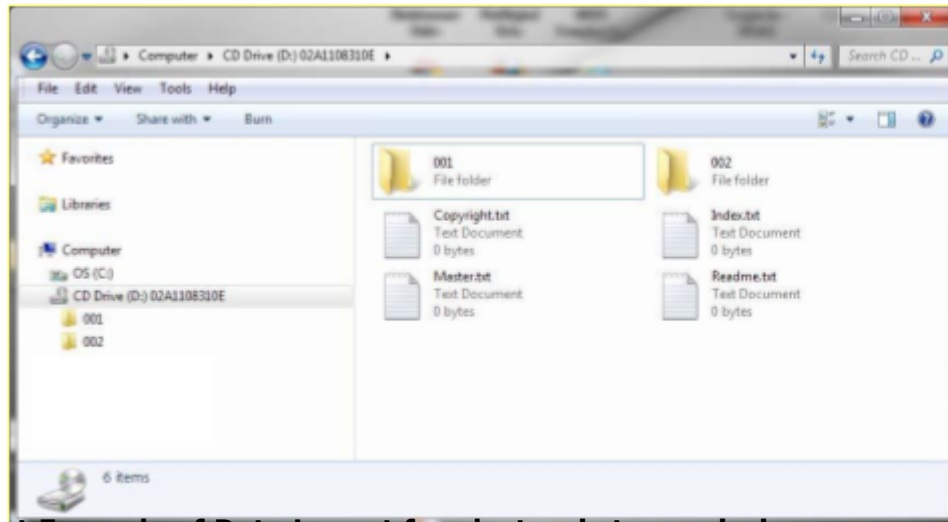 Computer ▸ CD Drive (D:) 02A1108310E ▸
Search CD ...
File Edit View Tools Help
Organize Share with Burn
Favorites
Libraries
Computer
OS (C:)
CD Drive (D:) 02A1108310E
001
002
001
File folder
002
File folder
Copyright.txt
Text Document
0 bytes
Index.txt
Text Document
0 bytes
Master.txt
Text Document
0 bytes
Readme.txt
Text Document
0 bytes
6 items